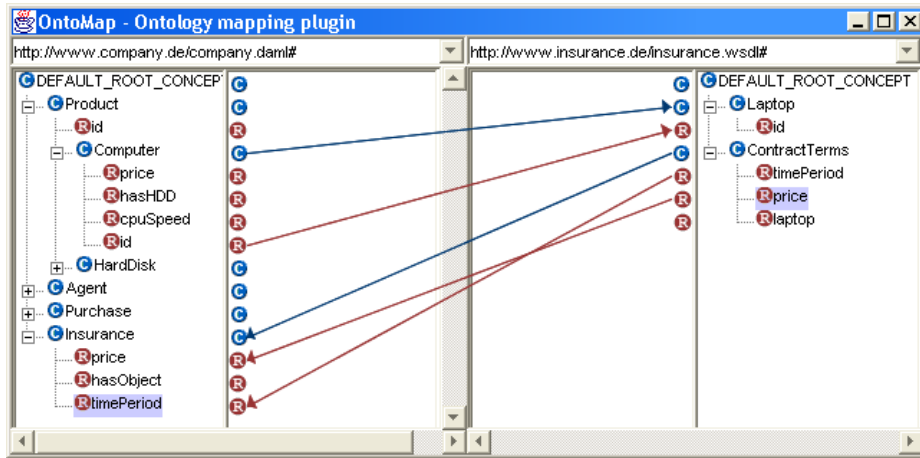 OntoMap - Ontology mapping plugin
http://www.company.de/company.daml#
http://www.insurance.de/insurance.wsdl#
C DEFAULT_ROOT_CONCEP
C Product
R id
C Computer
R price
R hasHDD
R cpuSpeed
R id
C HardDisk
C Agent
C Purchase
C Insurance
R price
R hasObject
R timePeriod
C
C
R
C
R
R
R
R
C
C
C
C
R
R
R
C
C
R
C
R
R
R
C DEFAULT_ROOT_CONCEPT
C Laptop
R id
C ContractTerms
R timePeriod
R price
R laptop